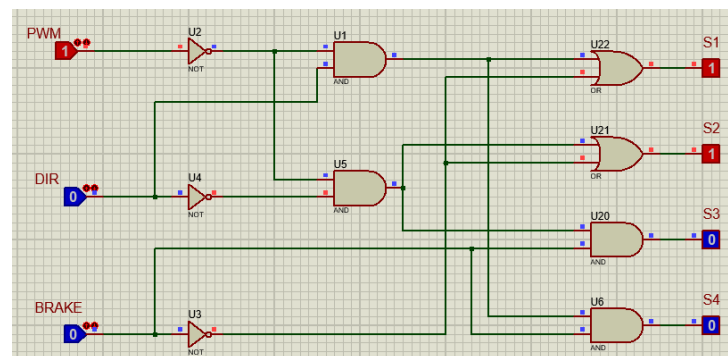 PWM
1
U2
NOT
U1
AND
U22
OR
S1
1
U21
OR
S2
1
DIR
0
U4
NOT
U5
AND
U20
AND
S3
0
BRAKE
0
U3
NOT
U6
AND
S4
0